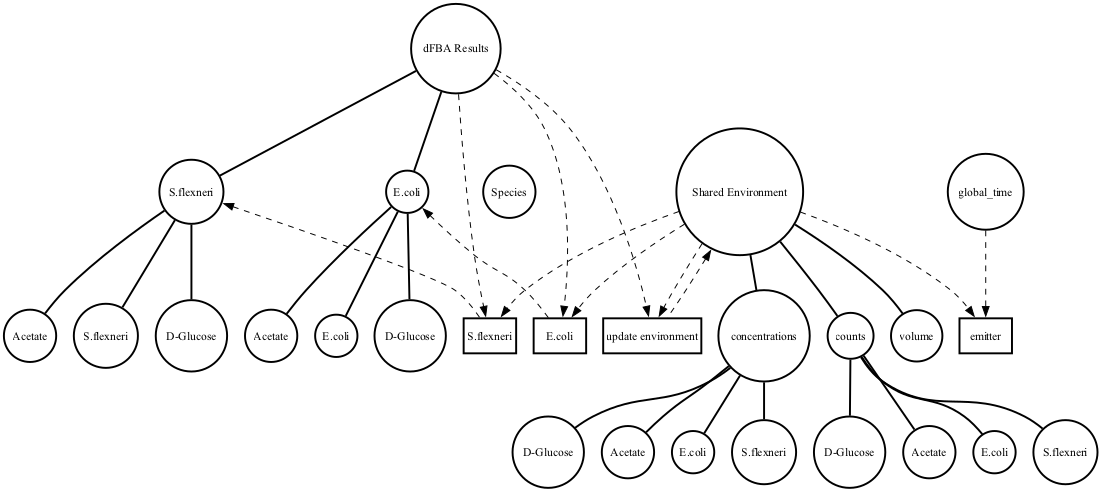 dFBA Results
S.flexneri
E.coli
Species
Shared Environment
global_time
Acetate
S.flexneri
D-Glucose
Acetate
E.coli
D-Glucose
S.flexneri
E.coli
update environment
concentrations
counts
volume
emitter
D-Glucose
Acetate
E.coli
S.flexneri
D-Glucose
Acetate
E.coli
S.flexneri